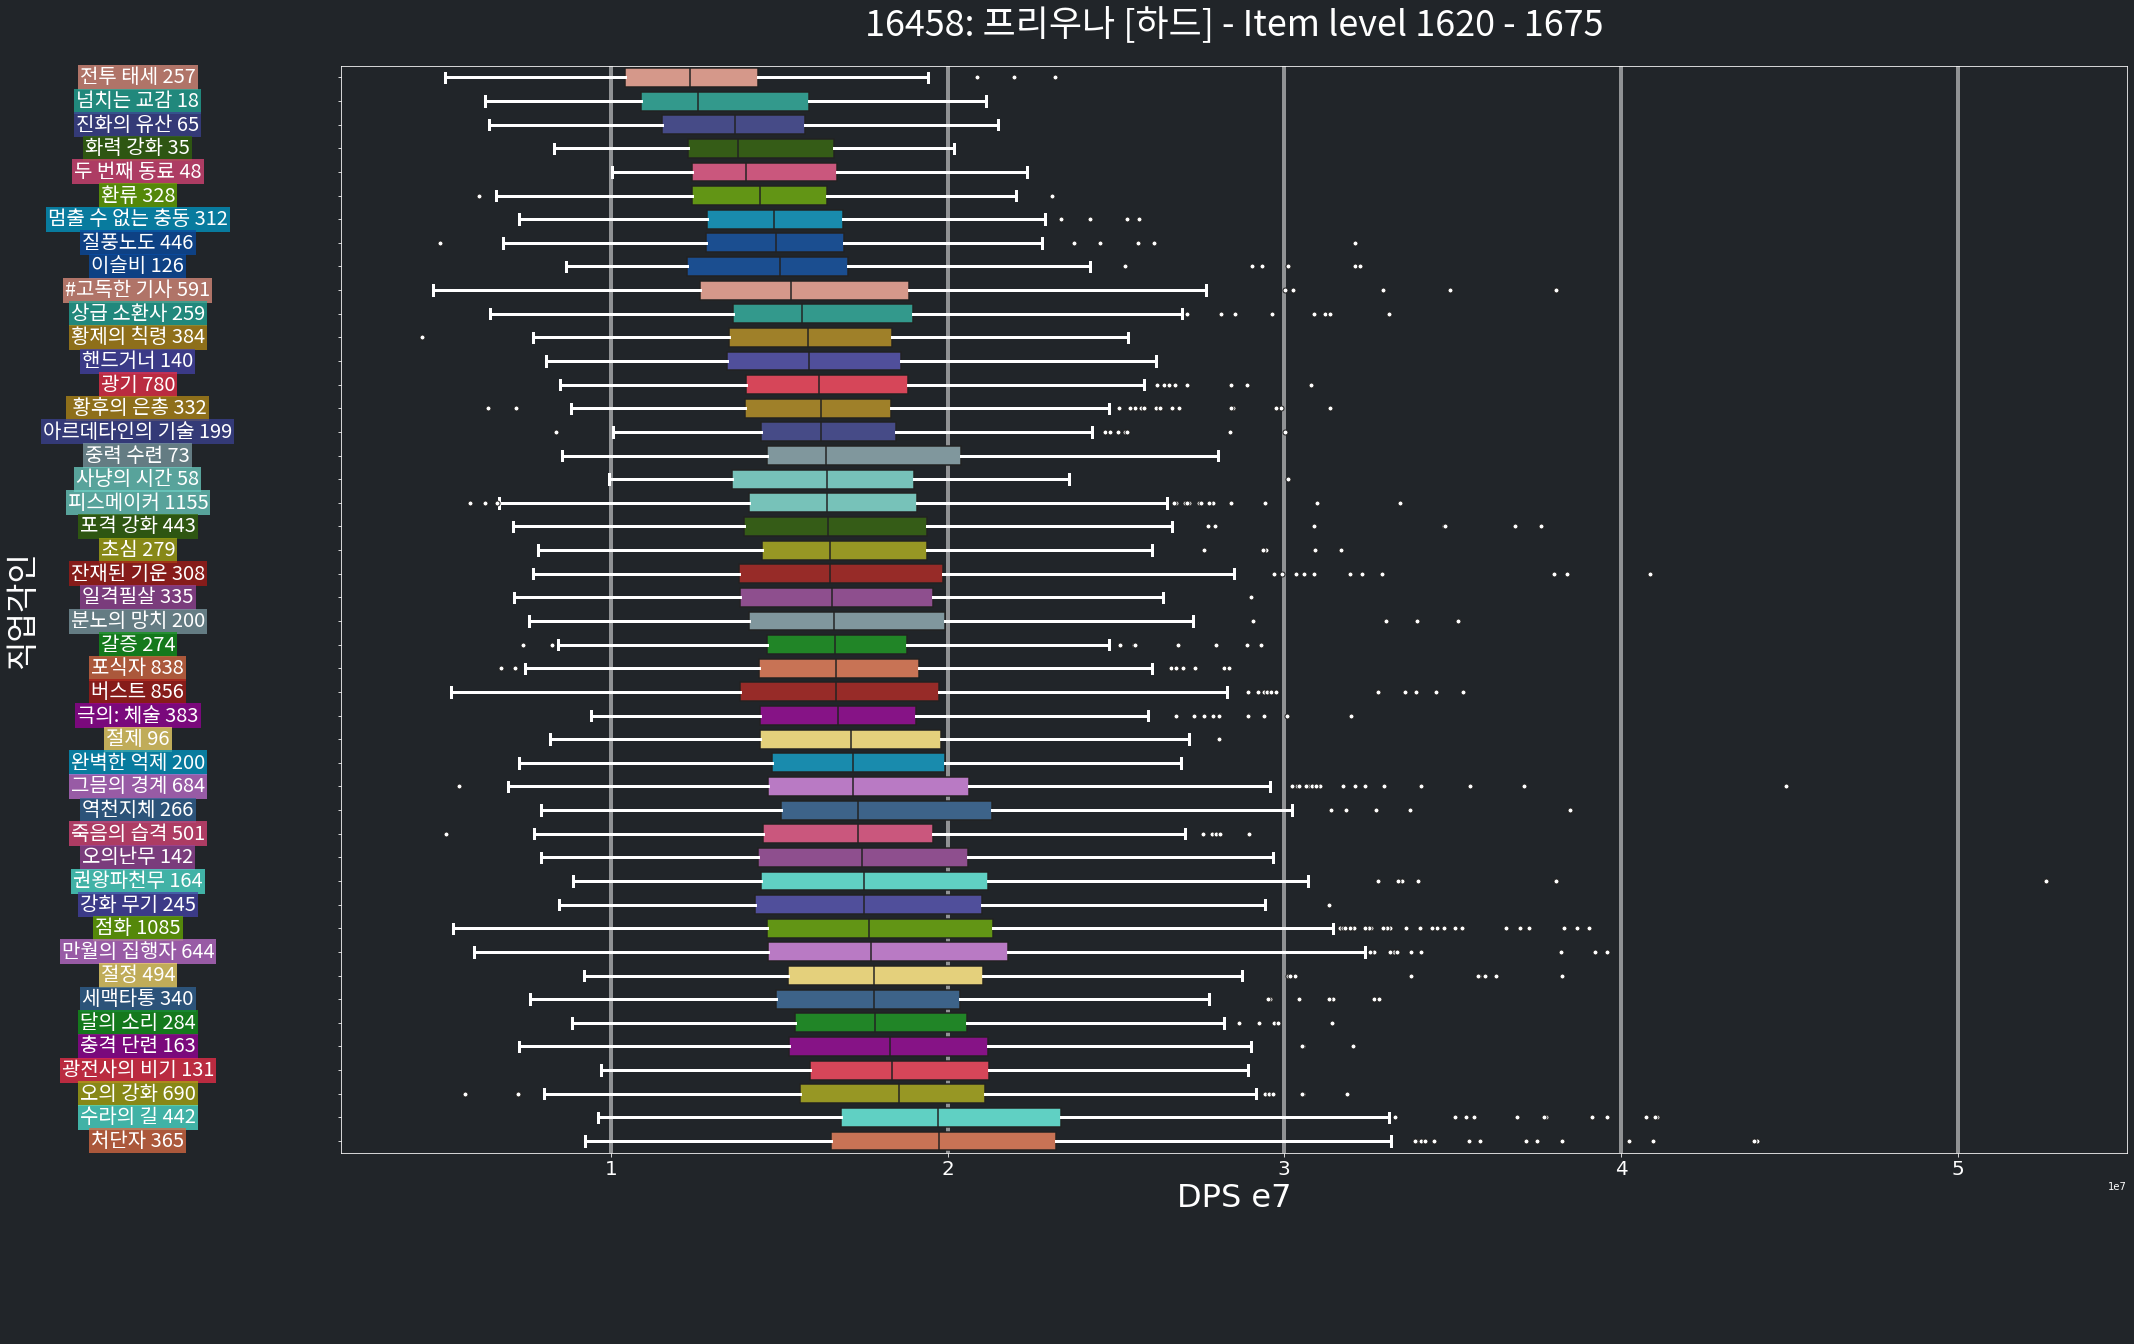 16458: 프리우나 [하드] - Item level 1620 - 1675
전투 태세 257
넘치는 교감 18
진화의 유산 65
화력 강화 35
두 번째 동료 48
환류 328
멈출 수 없는 충동 312
질풍노도 446
이슬비 126
#고독한 기사 591
상급 소환사 259
황제의 칙령 384
핸드거너 140
광기 780
황후의 은총 332
아르데타인의 기술 199
중력 수련 73
사냥의 시간 58
피스메이커 1155
포격 강화 443
초심 279
잔재된 기운 308
일격필살 335
분노의 망치 200
갈증 274
포식자 838
버스트 856
극의: 체술 383
절제 96
완벽한 억제 200
그믐의 경계 684
역천지체 266
죽음의 습격 501
오의난무 142
권왕파천무 164
강화 무기 245
점화 1085
만월의 집행자 644
절정 494
세맥타통 340
달의 소리 284
충격 단련 163
광전사의 비기 131
오의 강화 690
수라의 길 442
처단자 365
직업각인
1 2 3 4 5
DPS e7
1e7